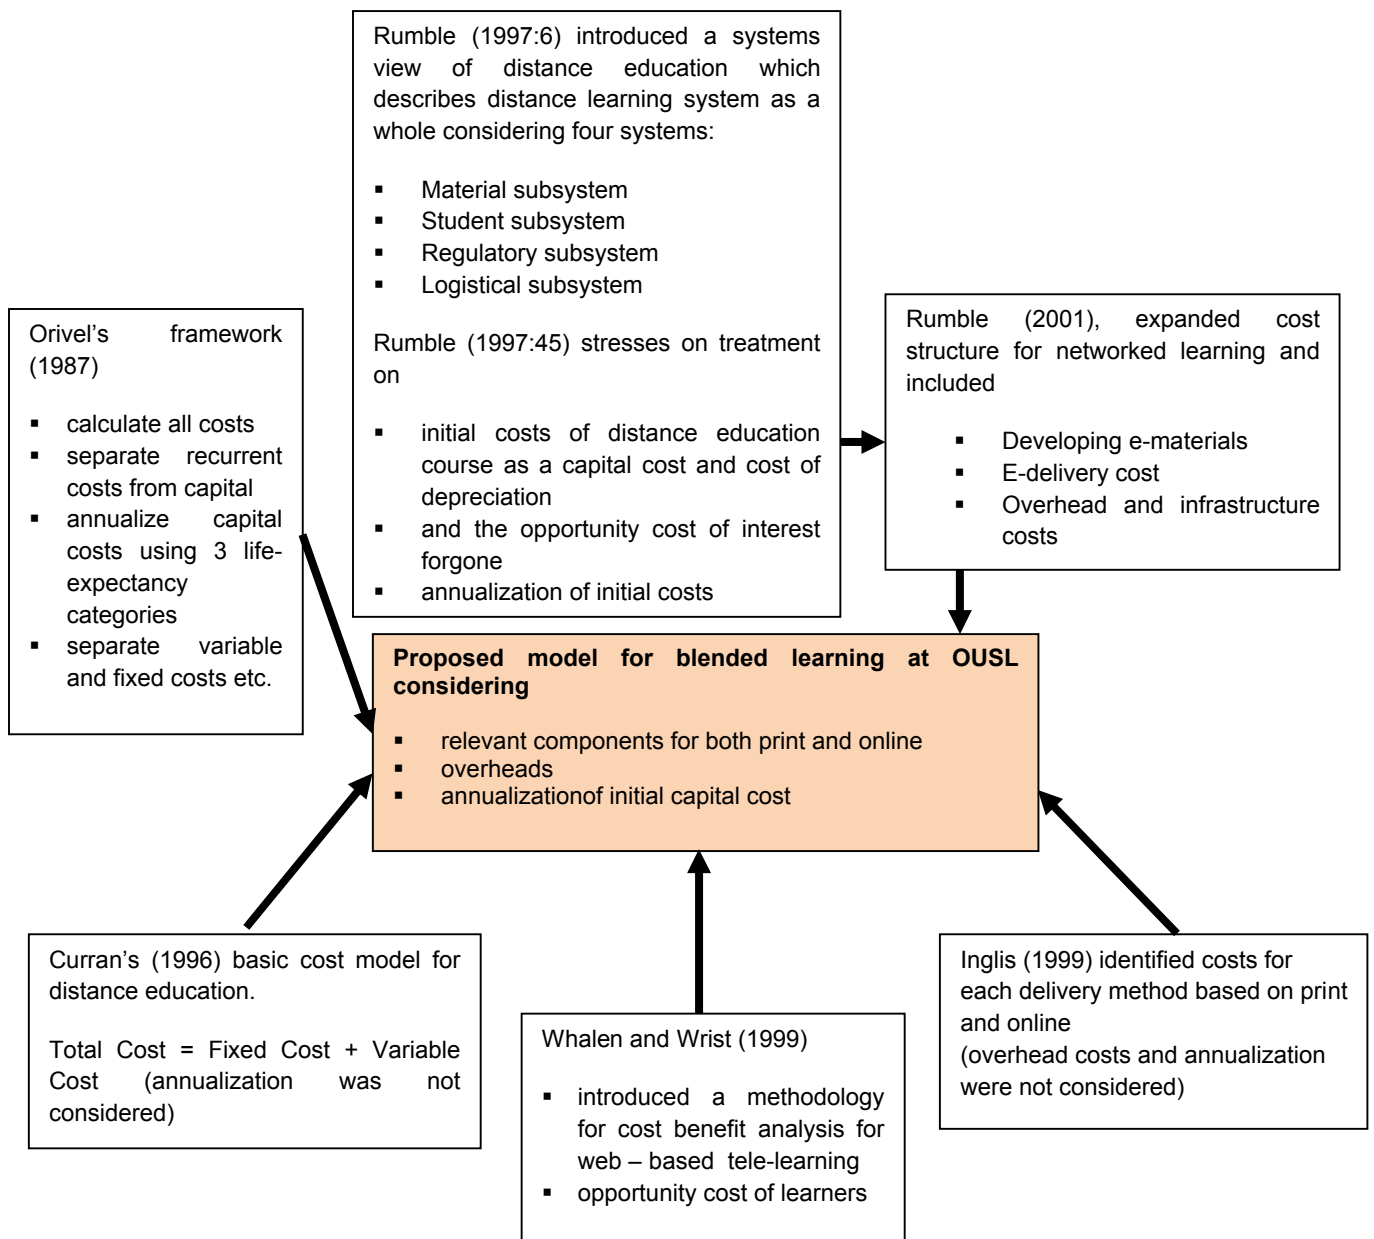 Rumble (1997:6) introduced a systems
view of distance education which
describes distance learning system as a
whole considering four systems:
▪ Material subsystem
▪ Student subsystem
▪ Regulatory subsystem
▪ Logistical subsystem
Rumble (1997:45) stresses on treatment
on
▪ initial costs of distance education
course as a capital cost and cost of
depreciation
▪ and the opportunity cost of interest
forgone
▪ annualization of initial costs
Orivel’s framework
(1987)
▪ calculate all costs
▪ separate recurrent
costs from capital
▪ annualize capital
costs using 3 life-
expectancy
categories
▪ separate variable
and fixed costs etc.
Rumble (2001), expanded cost
structure for networked learning and
included
▪ Developing e-materials
▪ E-delivery cost
▪ Overhead and infrastructure
costs
Proposed model for blended learning at OUSL
considering
▪ relevant components for both print and online
▪ overheads
▪ annualizationof initial capital cost
Curran’s (1996) basic cost model for
distance education.
Total Cost = Fixed Cost + Variable
Cost (annualization was not
considered)
Whalen and Wrist (1999)
▪ introduced a methodology
for cost benefit analysis for
web – based tele-learning
▪ opportunity cost of learners
Inglis (1999) identified costs for
each delivery method based on print
and online
(overhead costs and annualization
were not considered)